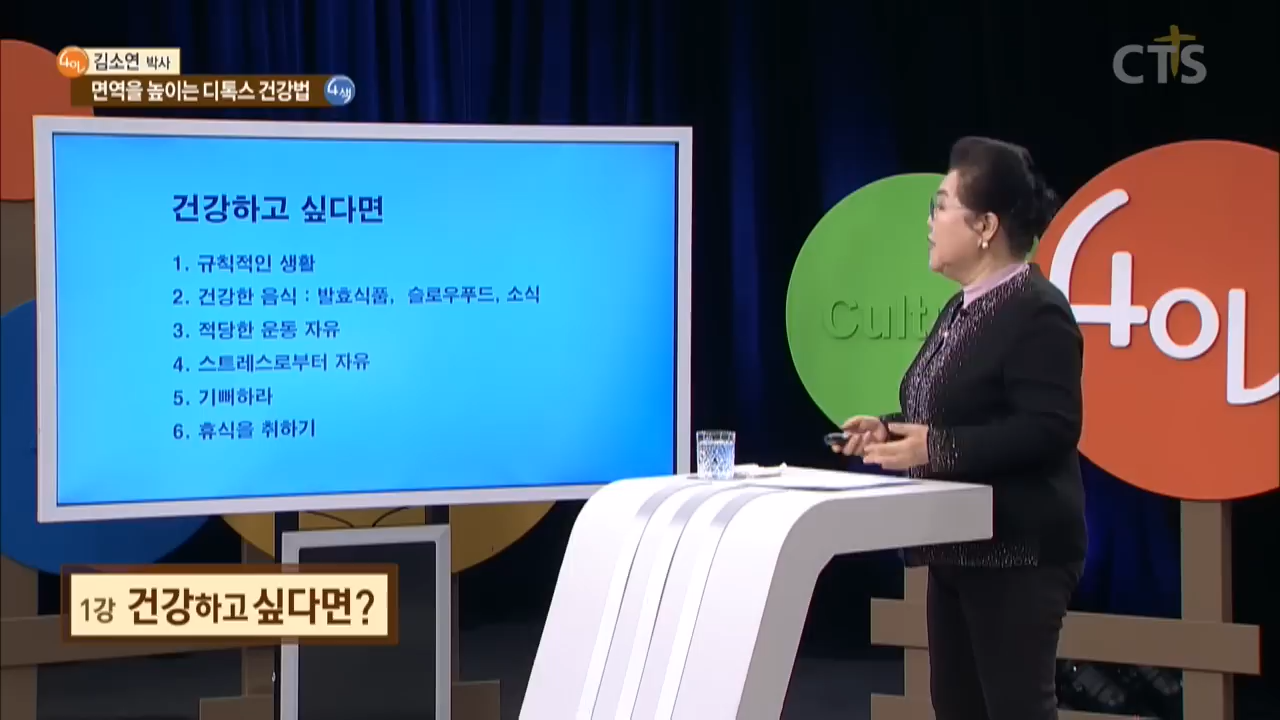 4인 김소연 박사
면역을 높이는 디톡스 건강법 4색
CTS
건강하고 싶다면
1. 규칙적인 생활
2. 건강한 음식 : 발효식품, 슬로우푸드, 소식
3. 적당한 운동 자유
4. 스트레스로부터 자유
5. 기뻐하라
6. 휴식을 취하기
Cult
4인
1강 건강하고 싶다면?